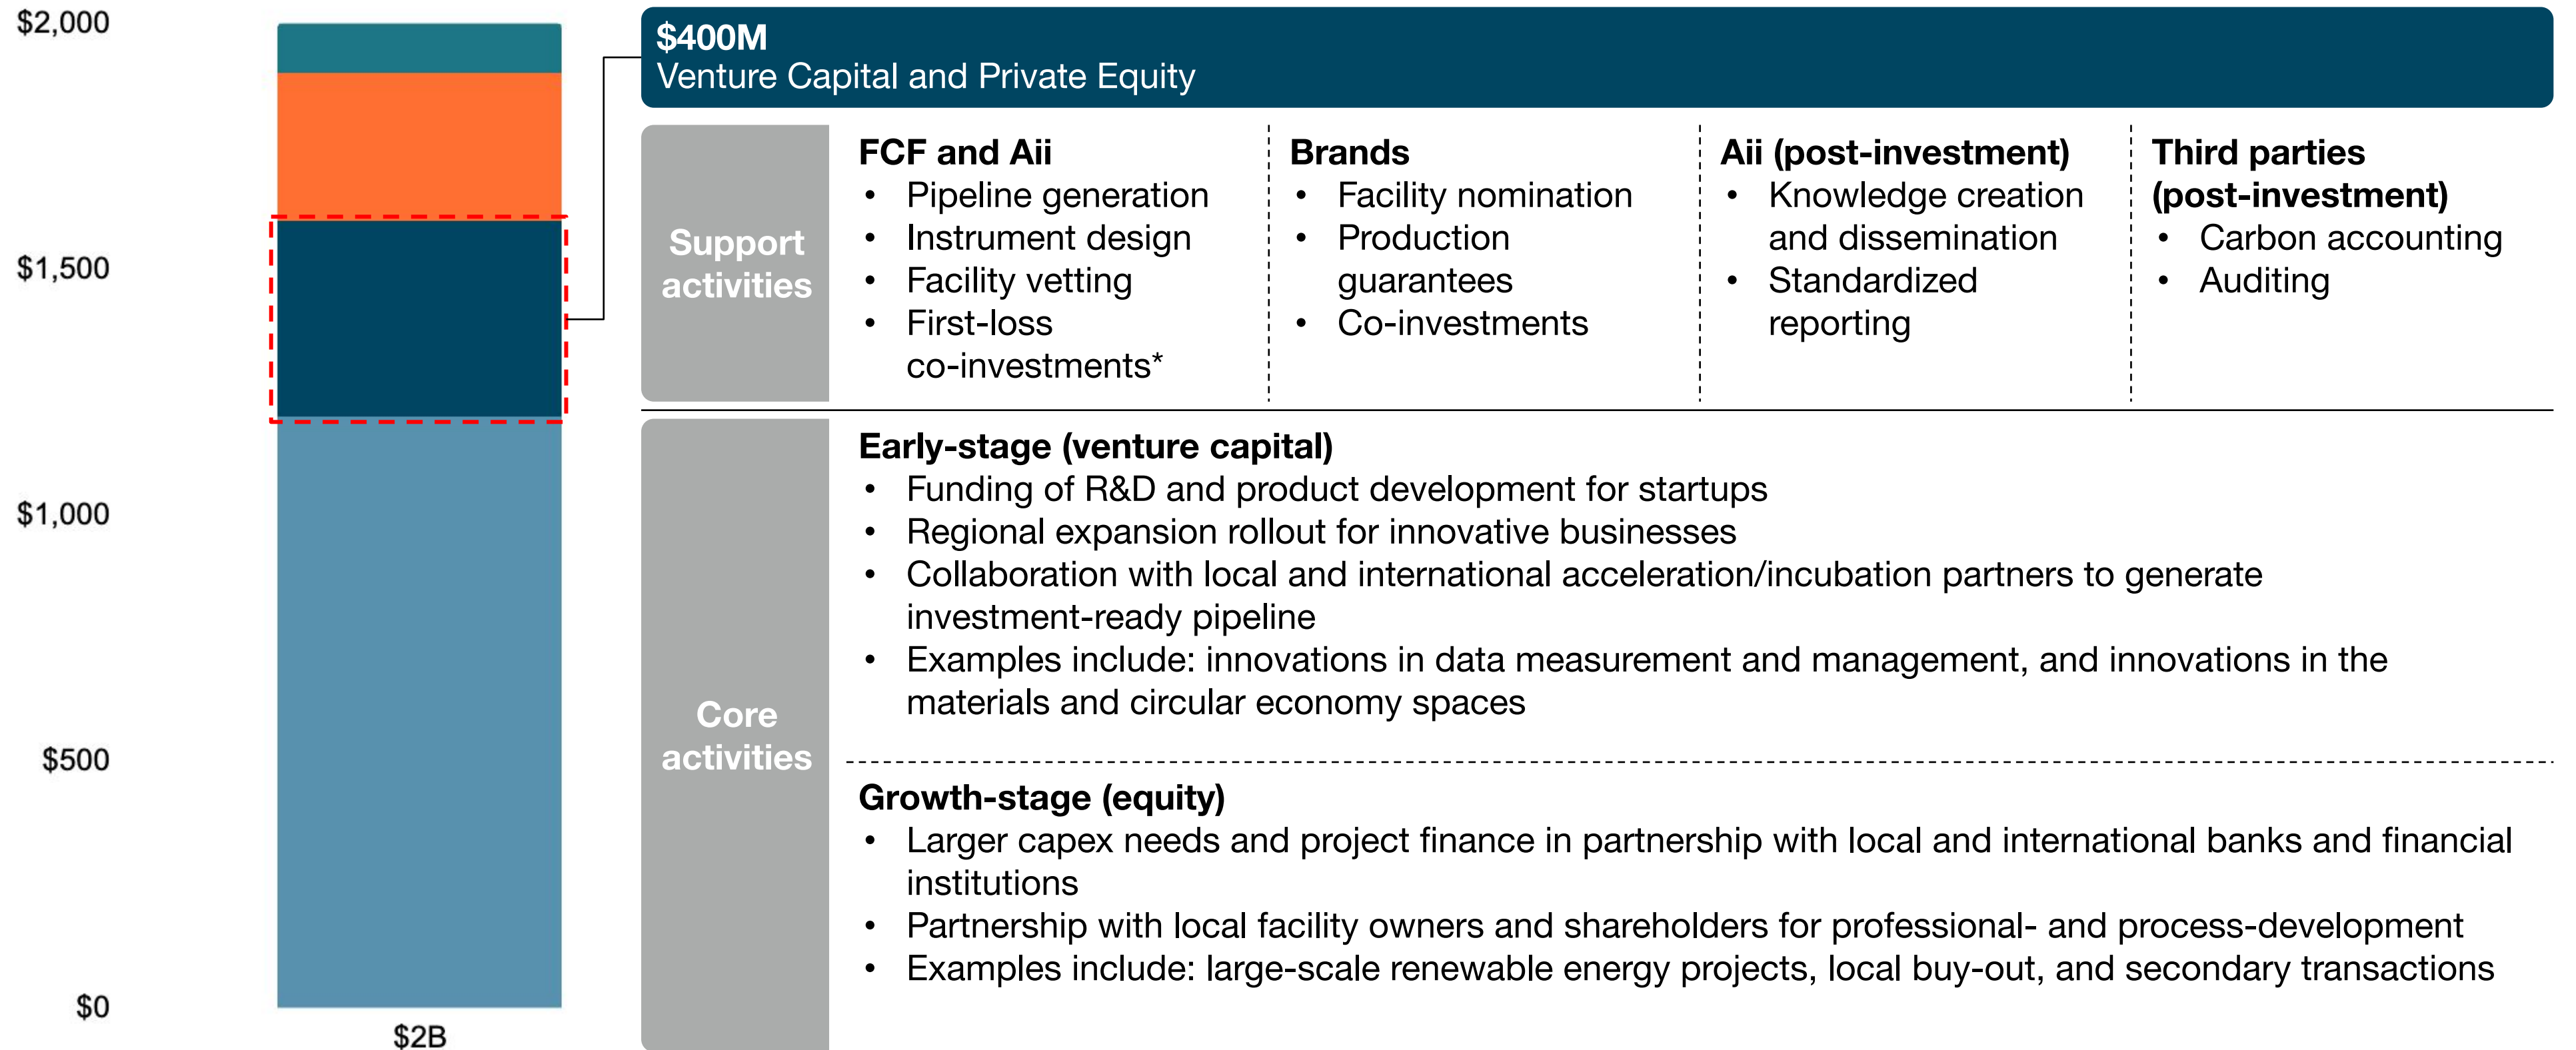 $2,000
$1,500
$1,000
$500
$0
$2B
$400M
Venture Capital and Private Equity
Support
activities
FCF and Aii
• Pipeline generation
• Instrument design
• Facility vetting
• First-loss
co-investments*
Brands
• Facility nomination
• Production
guarantees
• Co-investments
Aii (post-investment)
• Knowledge creation
and dissemination
• Standardized
reporting
Third parties
(post-investment)
• Carbon accounting
• Auditing
Core
activities
Early-stage (venture capital)
• Funding of R&D and product development for startups
• Regional expansion rollout for innovative businesses
• Collaboration with local and international acceleration/incubation partners to generate
investment-ready pipeline
• Examples include: innovations in data measurement and management, and innovations in the
materials and circular economy spaces
Growth-stage (equity)
• Larger capex needs and project finance in partnership with local and international banks and financial
institutions
• Partnership with local facility owners and shareholders for professional- and process-development
• Examples include: large-scale renewable energy projects, local buy-out, and secondary transactions